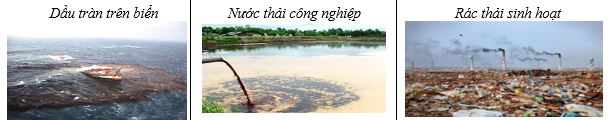 Dầu tràn trên biển
Nước thải công nghiệp
Rác thải sinh hoạt